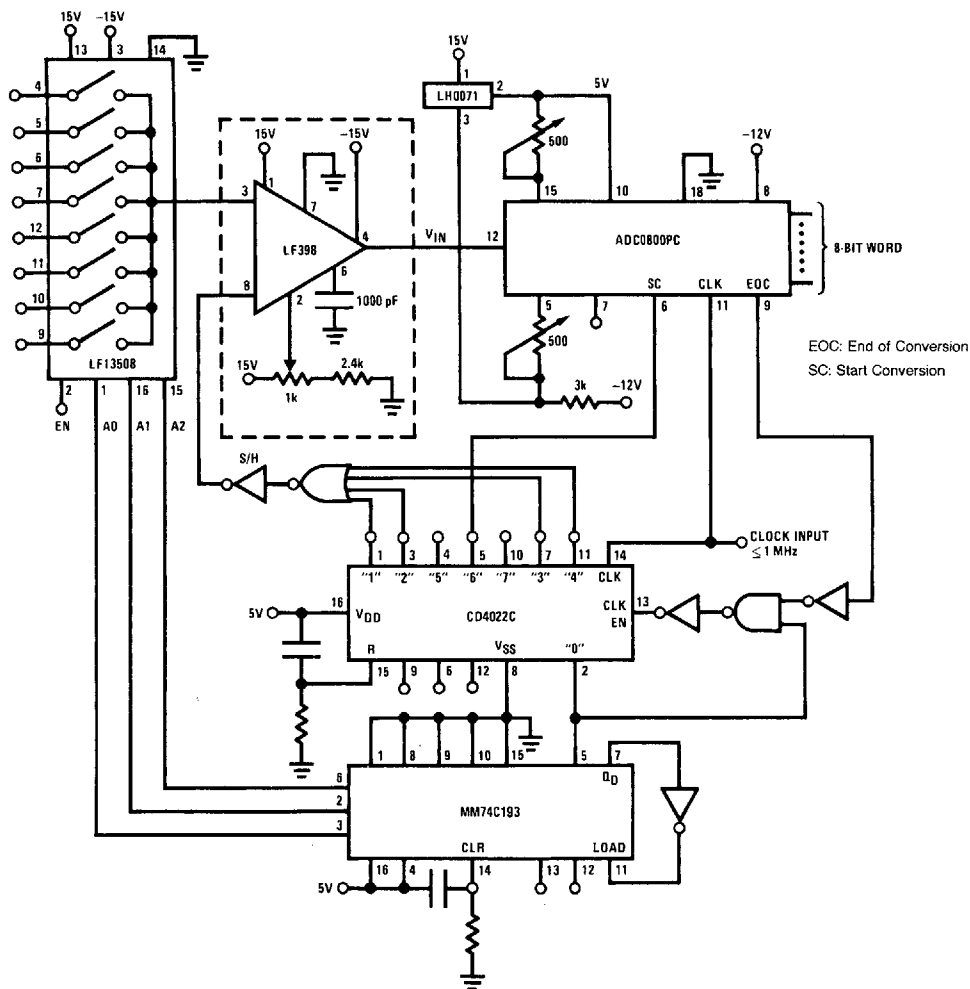 15V
-15V
13
3
14
4
5
6
7
12
11
10
9
LF13508
2
EN
1
A0
16
A1
15
A2
15V
-15V
3
1
7
4
LF398
8
2
6
1000 pF
15V
1k
2.4k
VIN
15V
1
LH0071
2
3
5V
500
15
10
18
-12V
8
12
ADC0800PC
SC
CLK
EOC
5
7
6
11
9
8-BIT WORD
500
3k
-12V
EOC: End of Conversion
SC: Start Conversion
S/H
1
3
4
5
10
7
11
14
"1"
"2"
"5"
"6"
"7"
"3"
"4"
CLK
CLOCK INPUT
≤ 1 MHz
5V
16
VDD
CD4022C
CLK
EN
13
R
VSS
"0"
15
9
6
12
8
2
1
8
9
10
15
5
7
QD
6
2
3
MM74C193
CLR
LOAD
5V
16
4
14
13
12
11